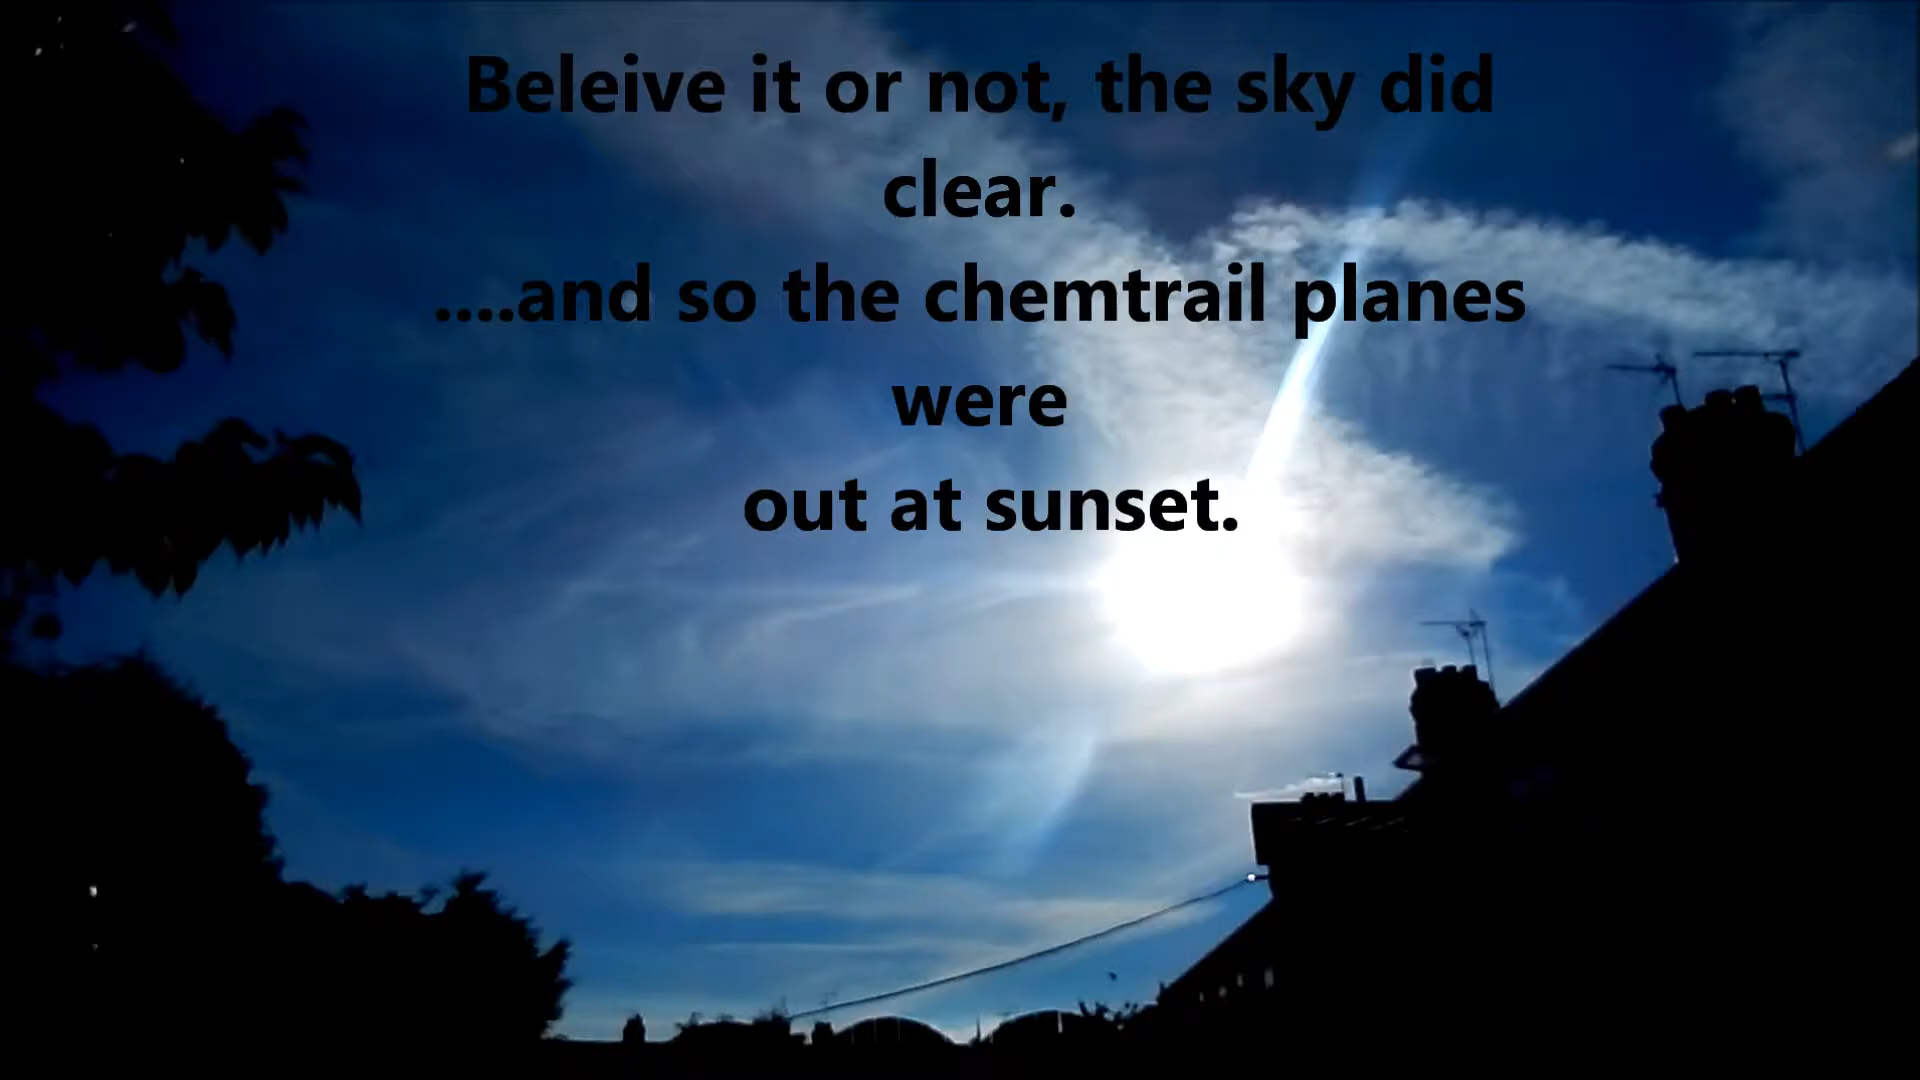 Beleive it or not, the sky did
clear.
....and so the chemtrail planes
were
out at sunset.